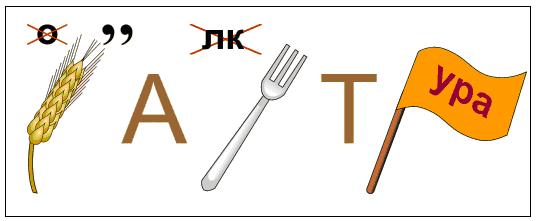 о ,, лк
А Т ура